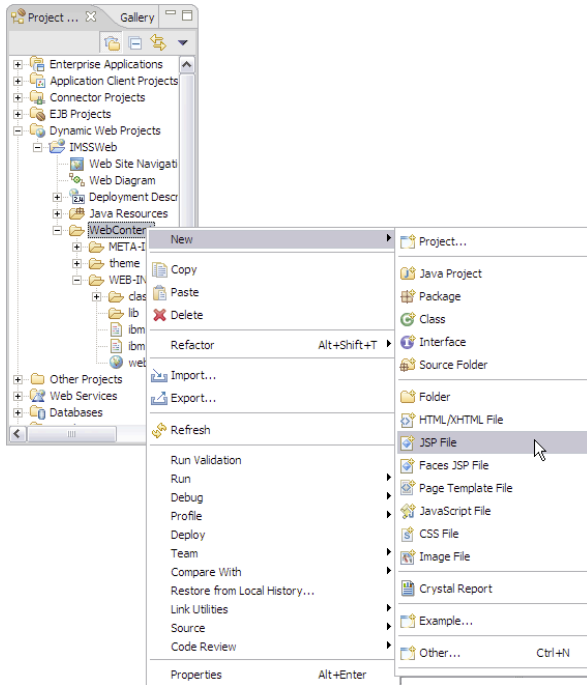 Project ... Gallery
Enterprise Applications
Application Client Projects
Connector Projects
EJB Projects
Dynamic Web Projects
IMSSWeb
Web Site Navigati
Web Diagram
Deployment Descr
Java Resources
WebConten
META-I
theme
WEB-IN
clas
lib
ibm
ibm
web
Other Projects
Web Services
Databases
New
Copy
Paste
Delete
Refactor Alt+Shift+T
Import...
Export...
Refresh
Run Validation
Run
Debug
Profile
Deploy
Team
Compare With
Restore from Local History...
Link Utilities
Source
Code Review
Properties Alt+Enter
Project...
Java Project
Package
Class
Interface
Source Folder
Folder
HTML/XHTML File
JSP File
Faces JSP File
Page Template File
JavaScript File
CSS File
Image File
Crystal Report
Example...
Other... Ctrl+N